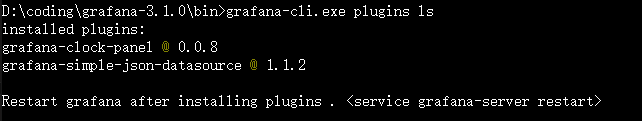 D:\coding\grafana-3.1.0\bin>grafana-cli.exe plugins ls
installed plugins:
grafana-clock-panel @ 0.0.8
grafana-simple-json-datasource @ 1.1.2
Restart grafana after installing plugins . <service grafana-server restart>